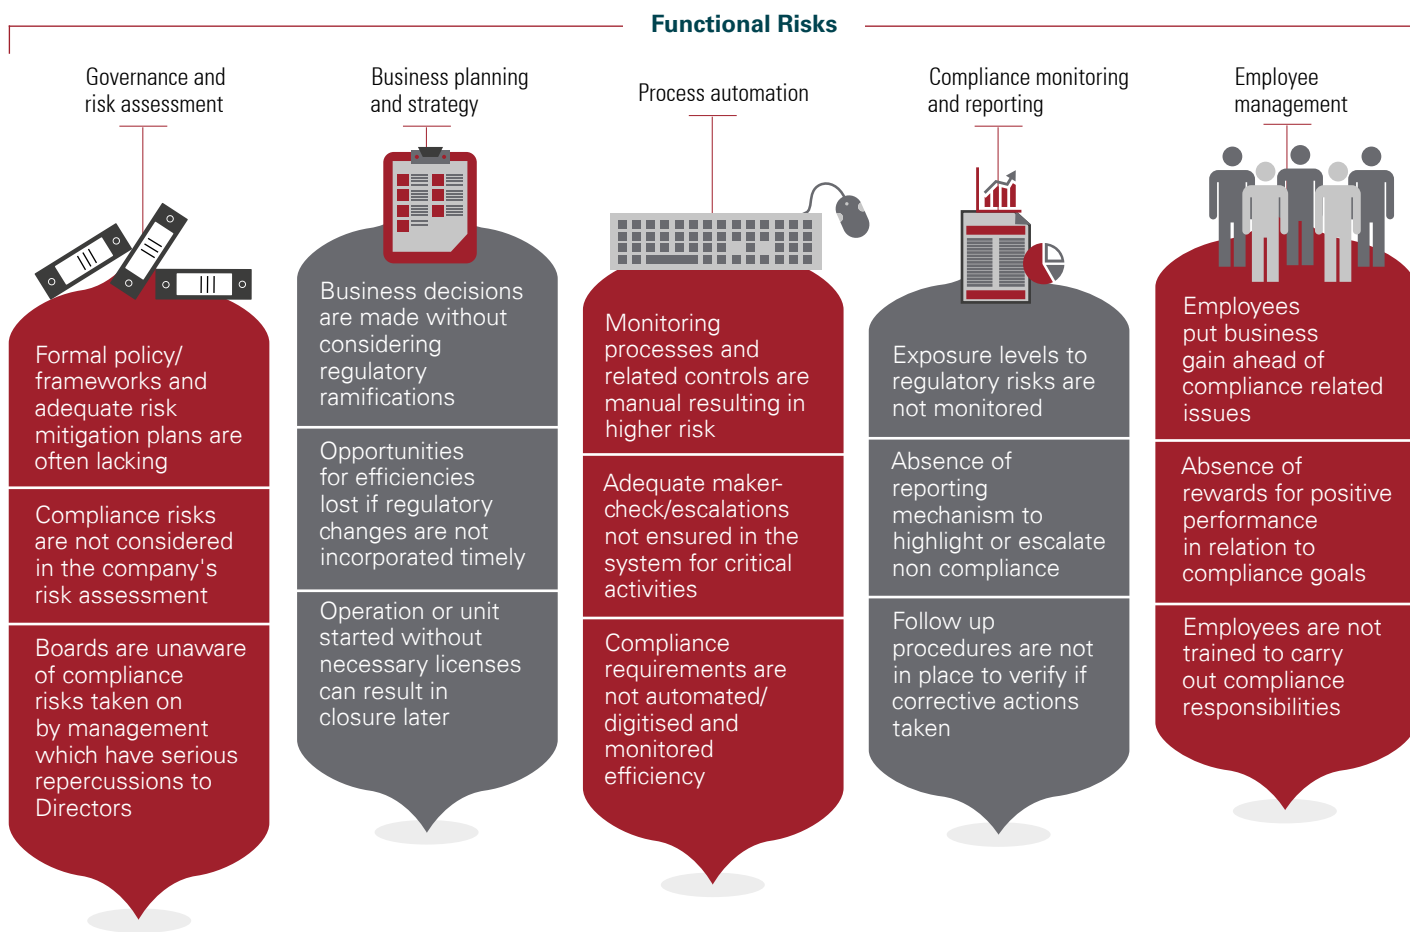 Functional Risks
Governance and
risk assessment
Formal policy/
frameworks and
adequate risk
mitigation plans are
often lacking
Compliance risks
are not considered
in the company's
risk assessment
Boards are unaware
of compliance
risks taken on
by management
which have serious
repercussions to
Directors
Business planning
and strategy
Business decisions
are made without
considering
regulatory
ramifications
Opportunities
for efficiencies
lost if regulatory
changes are not
incorporated timely
Operation or unit
started without
necessary licenses
can result in
closure later
Process automation
Monitoring
processes and
related controls are
manual resulting in
higher risk
Adequate maker-
check/escalations
not ensured in the
system for critical
activities
Compliance
requirements are
not automated/
digitised and
monitored
efficiency
Compliance monitoring
and reporting
Exposure levels to
regulatory risks are
not monitored
Absence of
reporting
mechanism to
highlight or escalate
non compliance
Follow up
procedures are not
in place to verify if
corrective actions
taken
Employee
management
Employees
put business
gain ahead of
compliance related
issues
Absence of
rewards for positive
performance
in relation to
compliance goals
Employees are not
trained to carry
out compliance
responsibilities